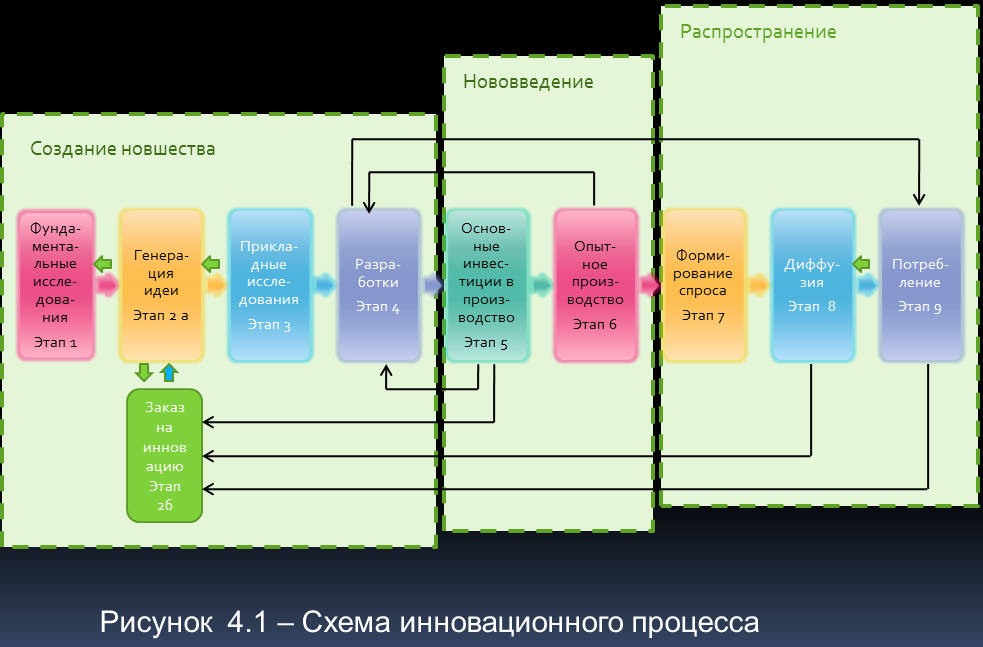 Распространение
Нововведение
Создание новшества
Фунда-
мента-
льные
иссле-
дова-
ния
Этап 1
Генера-
ция
идеи
Этап 2 а
Приклад-
дные
иссле-
дования
Этап 3
Разра-
ботки
Этап 4
Основ-
ные
инвес-
тиции в
произ-
водство
Этап 5
Опыт-
ное
произ-
водство
Этап 6
Форми-
рование
спроса
Этап 7
Диффу-
зия
Этап 8
Потреб-
ление
Этап 9
Заказ
на
иннов
ацию
Этап
2б
Рисунок 4.1 – Схема инновационного процесса